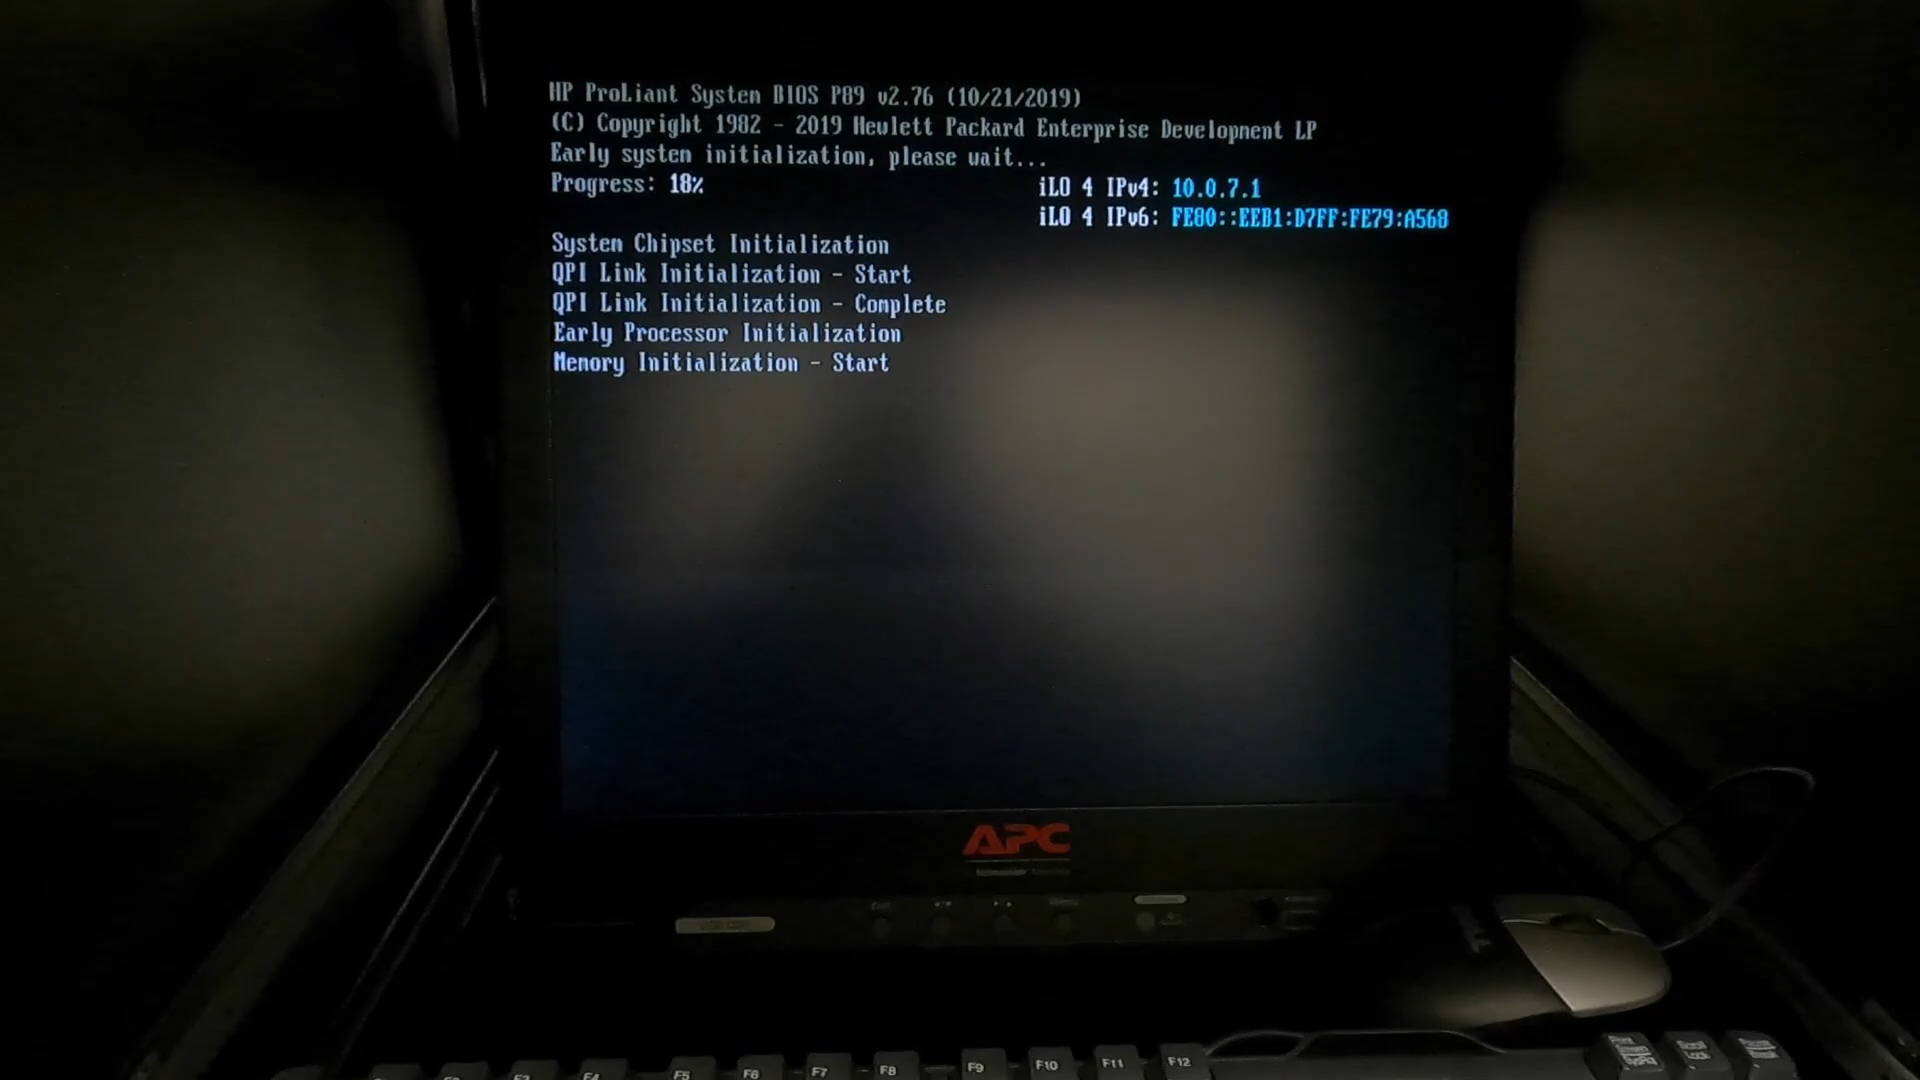 HP ProLiant System BIOS P89 v2.76 (10/21/2019)
(C) Copyright 1982 - 2019 Hewlett Packard Enterprise Development LP
Early system initialization, please wait...
Progress: 18%
iLO 4 IPv4: 10.0.7.1
iLO 4 IPv6: FE80::EEB1:D7FF:FE79:A568
System Chipset Initialization
QPI Link Initialization - Start
QPI Link Initialization - Complete
Early Processor Initialization
Memory Initialization - Start
APC
F5 F6 F7 F8 F9 F10 F11 F12